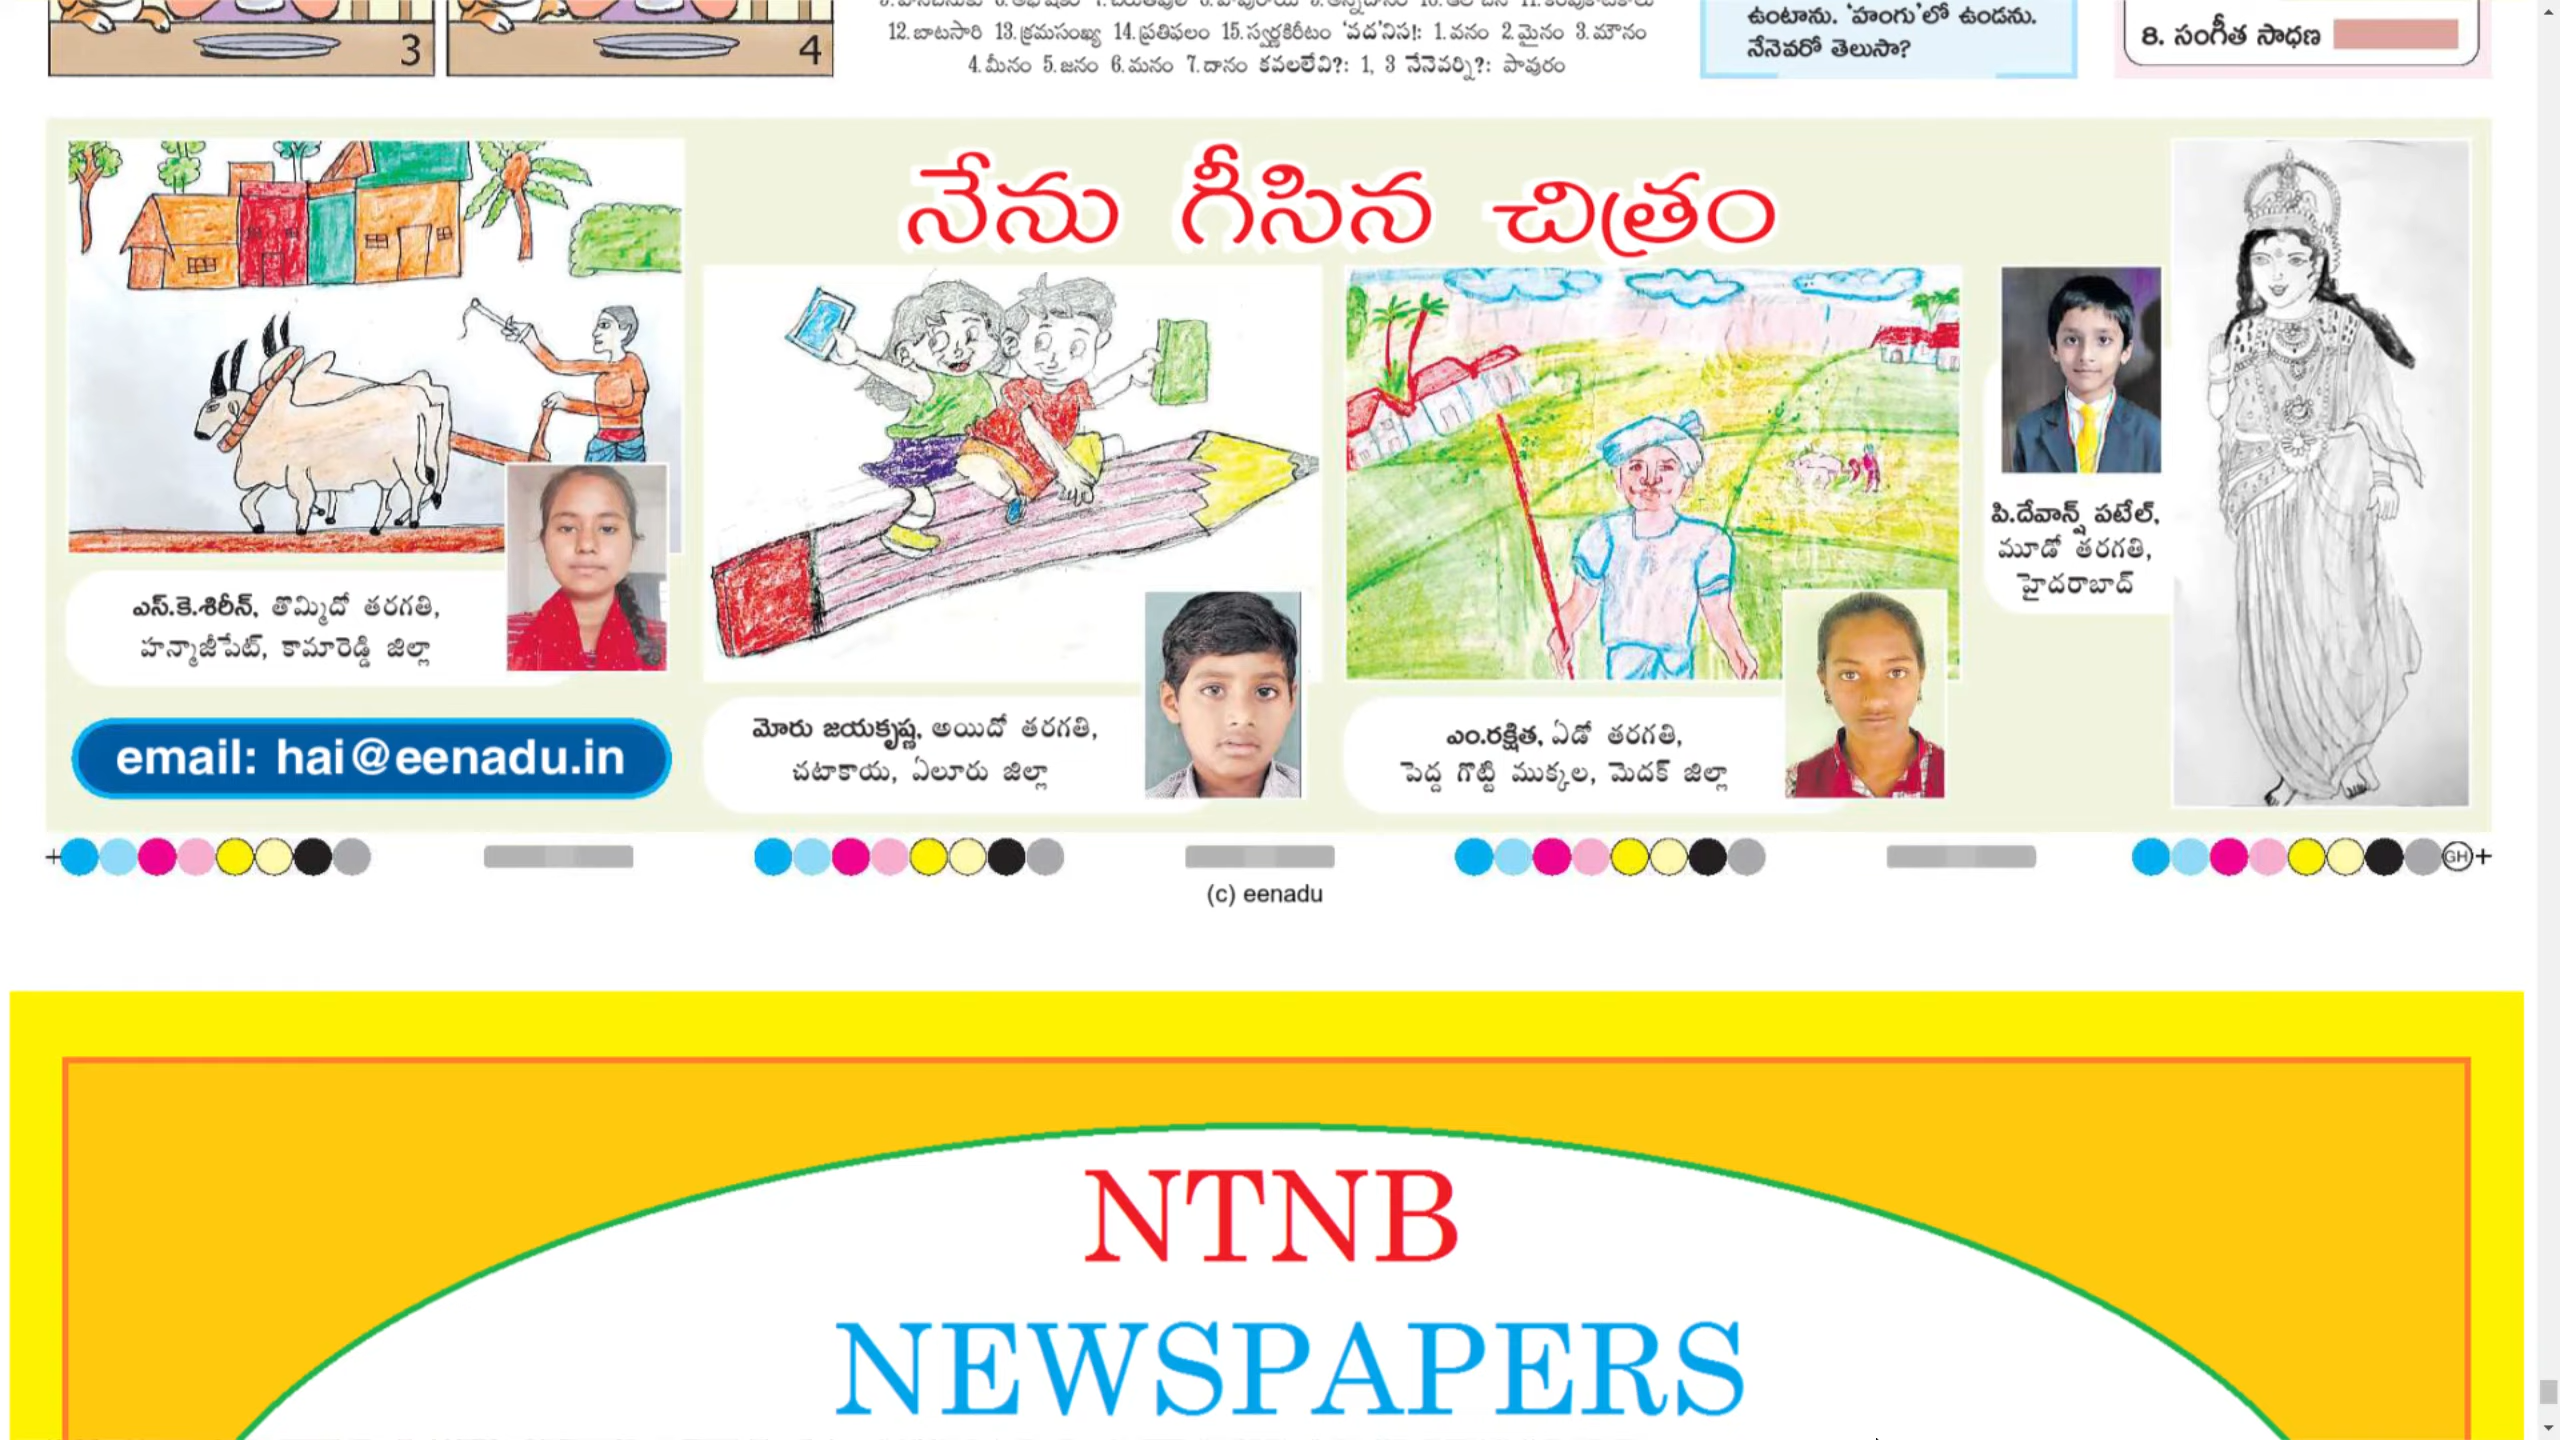 3
4
12.బాటసారి 13.క్రమసంఖ్య 14.ప్రతిఫలం 15.స్వర్ణకిరీటం ‘పద’నిస!: 1.వనం 2.మైనం 3.మౌనం
4.మీనం 5.జనం 6.మనం 7.దానం కవలలేవి?: 1, 3 నేనెవర్ని?: పావురం
ఉంటాను. ‘హంగు’లో ఉండను.
నేనెవరో తెలుసా?
8. సంగీత సాధణ
నేను గీసిన చిత్రం
ఎస్.కె.శిరీన్, తొమ్మిదో తరగతి,
హన్మాజీపేట్, కామారెడ్డి జిల్లా
email: hai@eenadu.in
మోరు జయకృష్ణ, అయిదో తరగతి,
చటాకాయ, ఏలూరు జిల్లా
ఎం.రక్షిత, ఏడో తరగతి,
పెద్ద గొట్టి ముక్కల, మెదక్ జిల్లా
పి.దేవాన్ష్ పటేల్,
మూడో తరగతి,
హైదరాబాద్
GH
(c) eenadu
NTNB
NEWSPAPERS